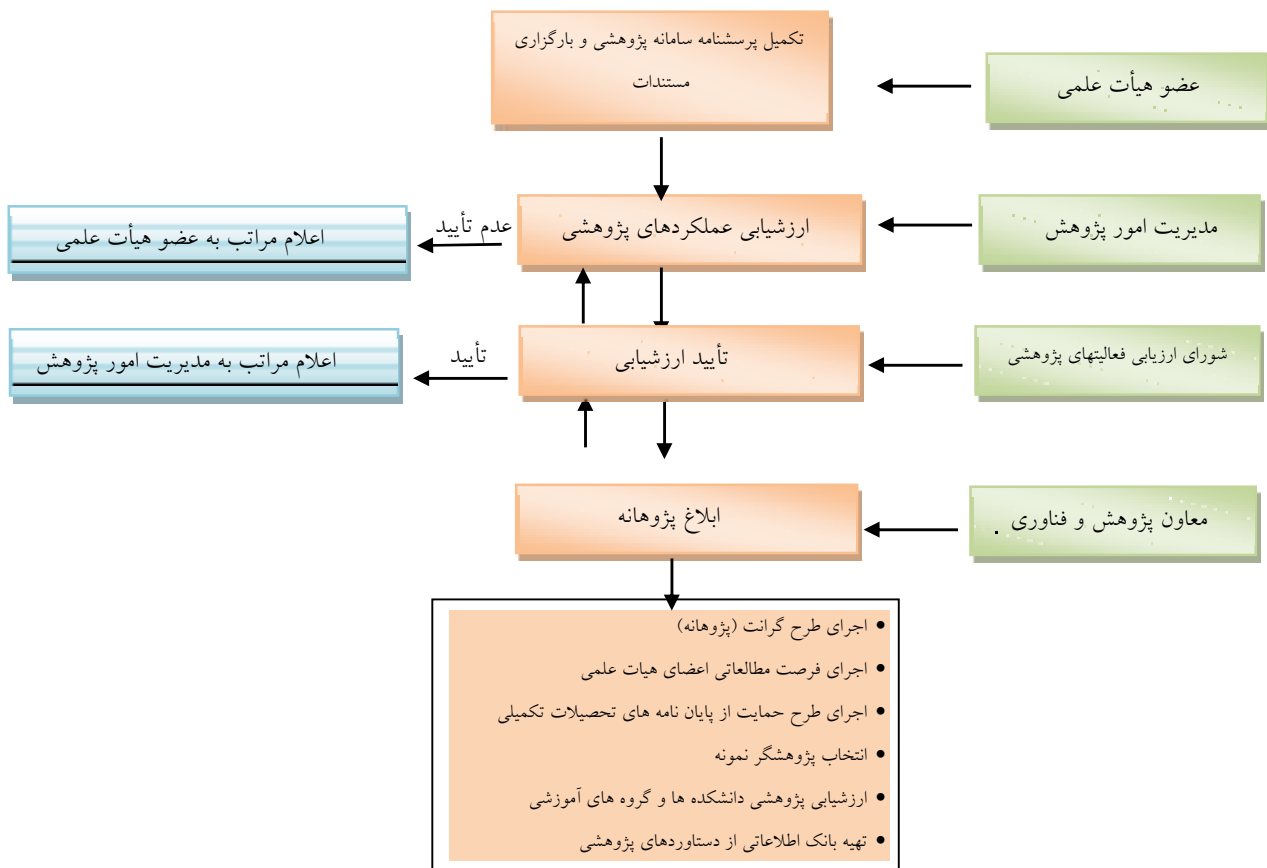 تکمیل پرسشنامه سامانه پژوهشی و بارگزاری
مستندات
عضو هیأت علمی
مدیریت امور پژوهش
ارزشیابی عملکردهای پژوهشی
عدم تأیید
اعلام مراتب به عضو هیأت علمی
شورای ارزیابی فعالیتهای پژوهشی
تأیید ارزشیابی
تأیید
اعلام مراتب به مدیریت امور پژوهش
معاون پژوهش و فناوری .
ابلاغ پژوهانه
• اجرای طرح گرانت (پژوهانه)
• اجرای فرصت مطالعاتی اعضای هیات علمی
• اجرای طرح حمایت از پایان نامه های تحصیلات تکمیلی
• انتخاب پژوهشگر نمونه
• ارزشیابی پژوهشی دانشکده ها و گروه های آموزشی
• تهیه بانک اطلاعاتی از دستاوردهای پژوهشی